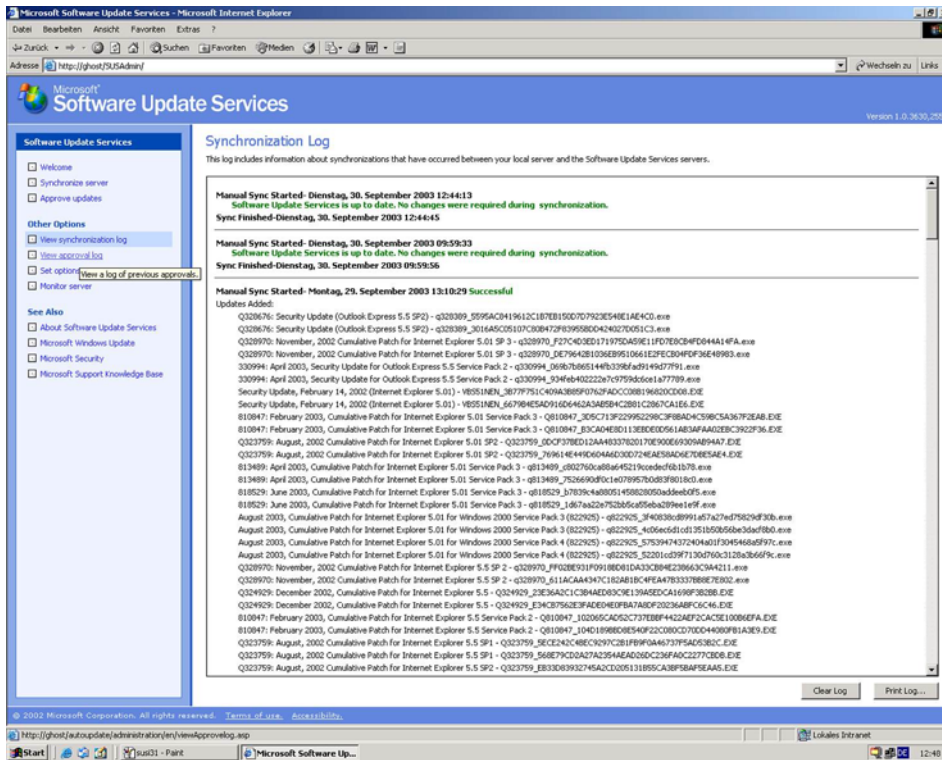 Microsoft Software Update Services - Microsoft Internet Explorer
Datei Bearbeiten Ansicht Favoriten Extras ?
Zurück Suchen Favoriten Medien
Adresse http://ghost/SUSAdmin/ Wechseln zu Links
Microsoft
Software Update Services
Version 1.0.3630,255
Software Update Services
Welcome
Synchronize server
Approve updates
Other Options
View synchronization log
View approval log
Set options
View a log of previous approvals.
Monitor server
See Also
About Software Update Services
Microsoft Windows Update
Microsoft Security
Microsoft Support Knowledge Base
Synchronization Log
This log includes information about synchronizations that have occurred between your local server and the Software Update Services servers.
Manual Sync Started- Dienstag, 30. September 2003 12:44:13
Software Update Services is up to date. No changes were required during synchronization.
Sync Finished-Dienstag, 30. September 2003 12:44:45
Manual Sync Started- Dienstag, 30. September 2003 09:59:33
Software Update Services is up to date. No changes were required during synchronization.
Sync Finished-Dienstag, 30. September 2003 09:59:56
Manual Sync Started- Montag, 29. September 2003 13:10:29 Successful
Updates Added:
Q328676: Security Update (Outlook Express 5.5 SP2) -
Q328676: Security Update (Outlook Express 5.5 SP2) -
Q328970: November, 2002 Cumulative Patch for Internet Explorer 5.01 SP 3 -
Q328970: November, 2002 Cumulative Patch for Internet Explorer 5.01 SP 3 -
330994: April 2003, Security Update for Outlook Express 5.5 Service Pack 2 -
330994: April 2003, Security Update for Outlook Express 5.5 Service Pack 2 -
Security Update, February 14, 2002 (Internet Explorer 5.01) -
Security Update, February 14, 2002 (Internet Explorer 5.01) -
810847: February 2003, Cumulative Patch for Internet Explorer 5.01 Service Pack 3 -
810847: February 2003, Cumulative Patch for Internet Explorer 5.01 Service Pack 3 -
Q323759: August, 2002 Cumulative Patch for Internet Explorer 5.01 SP2 -
Q323759: August, 2002 Cumulative Patch for Internet Explorer 5.01 SP2 -
813489: April 2003, Cumulative Patch for Internet Explorer 5.01 Service Pack 3 -
813489: April 2003, Cumulative Patch for Internet Explorer 5.01 Service Pack 3 -
818529: June 2003, Cumulative Patch for Internet Explorer 5.01 Service Pack 3 -
818529: June 2003, Cumulative Patch for Internet Explorer 5.01 Service Pack 3 -
August 2003, Cumulative Patch for Internet Explorer 5.01 for Windows 2000 Service Pack 3 (822925) -
August 2003, Cumulative Patch for Internet Explorer 5.01 for Windows 2000 Service Pack 3 (822925) -
August 2003, Cumulative Patch for Internet Explorer 5.01 for Windows 2000 Service Pack 4 (822925) -
August 2003, Cumulative Patch for Internet Explorer 5.01 for Windows 2000 Service Pack 4 (822925) -
Q328970: November, 2002 Cumulative Patch for Internet Explorer 5.5 SP 2 -
Q328970: November, 2002 Cumulative Patch for Internet Explorer 5.5 SP 2 -
Q324929: December 2002, Cumulative Patch for Internet Explorer 5.5 -
Q324929: December 2002, Cumulative Patch for Internet Explorer 5.5 -
810847: February 2003, Cumulative Patch for Internet Explorer 5.5 Service Pack 2 -
810847: February 2003, Cumulative Patch for Internet Explorer 5.5 Service Pack 2 -
Q323759: August, 2002 Cumulative Patch for Internet Explorer 5.5 SP1 -
Q323759: August, 2002 Cumulative Patch for Internet Explorer 5.5 SP1 -
Q323759: August, 2002 Cumulative Patch for Internet Explorer 5.5 SP2 -
Q323759: August, 2002 Cumulative Patch for Internet Explorer 5.5 SP2 -
Clear Log Print Log...
© 2002 Microsoft Corporation. All rights reserved. Terms of use. Accessibility.
http://ghost/autoupdate/administration/en/viewApprovelog.asp Lokales Intranet
Start susi31 - Paint Microsoft Software Up... DE 12:48